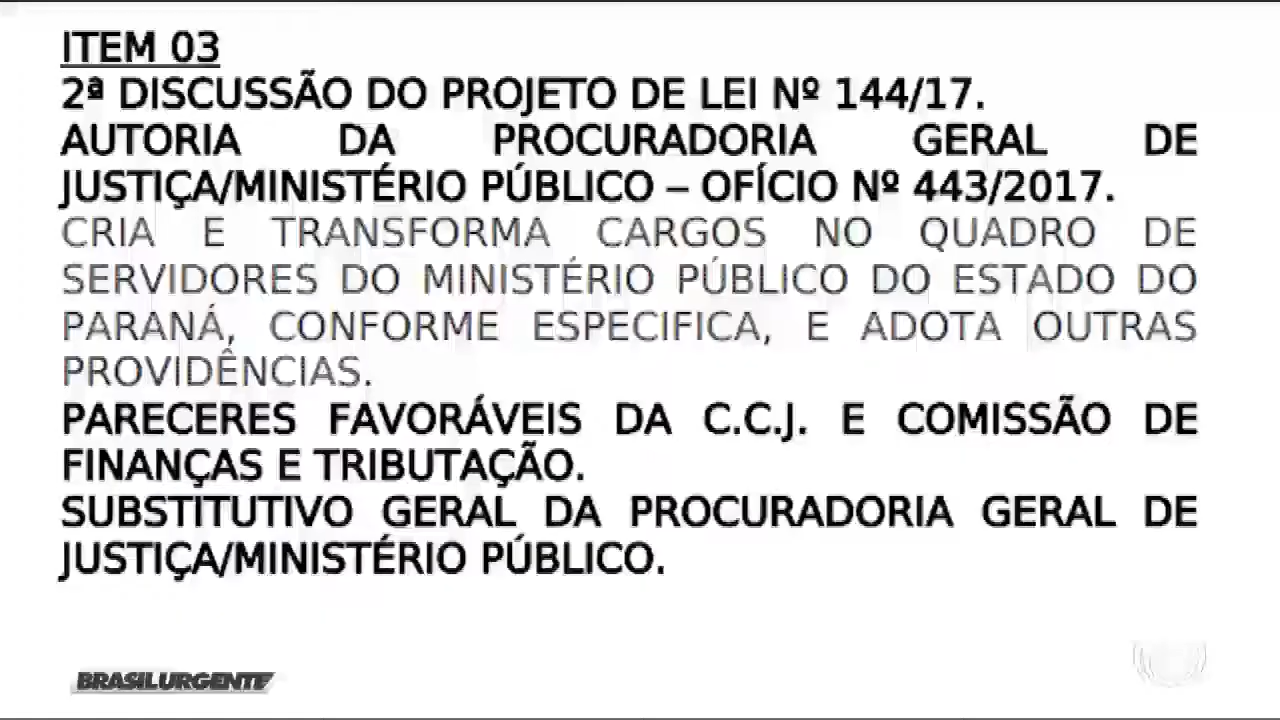 ITEM 03
2ª DISCUSSÃO DO PROJETO DE LEI Nº 144/17.
AUTORIA DA PROCURADORIA GERAL DE
JUSTIÇA/MINISTÉRIO PÚBLICO – OFÍCIO Nº 443/2017.
CRIA E TRANSFORMA CARGOS NO QUADRO DE
SERVIDORES DO MINISTÉRIO PÚBLICO DO ESTADO DO
PARANÁ, CONFORME ESPECIFICA, E ADOTA OUTRAS
PROVIDÊNCIAS.
PARECERES FAVORÁVEIS DA C.C.J. E COMISSÃO DE
FINANÇAS E TRIBUTAÇÃO.
SUBSTITUTIVO GERAL DA PROCURADORIA GERAL DE
JUSTIÇA/MINISTÉRIO PÚBLICO.
BRASILURGENTE